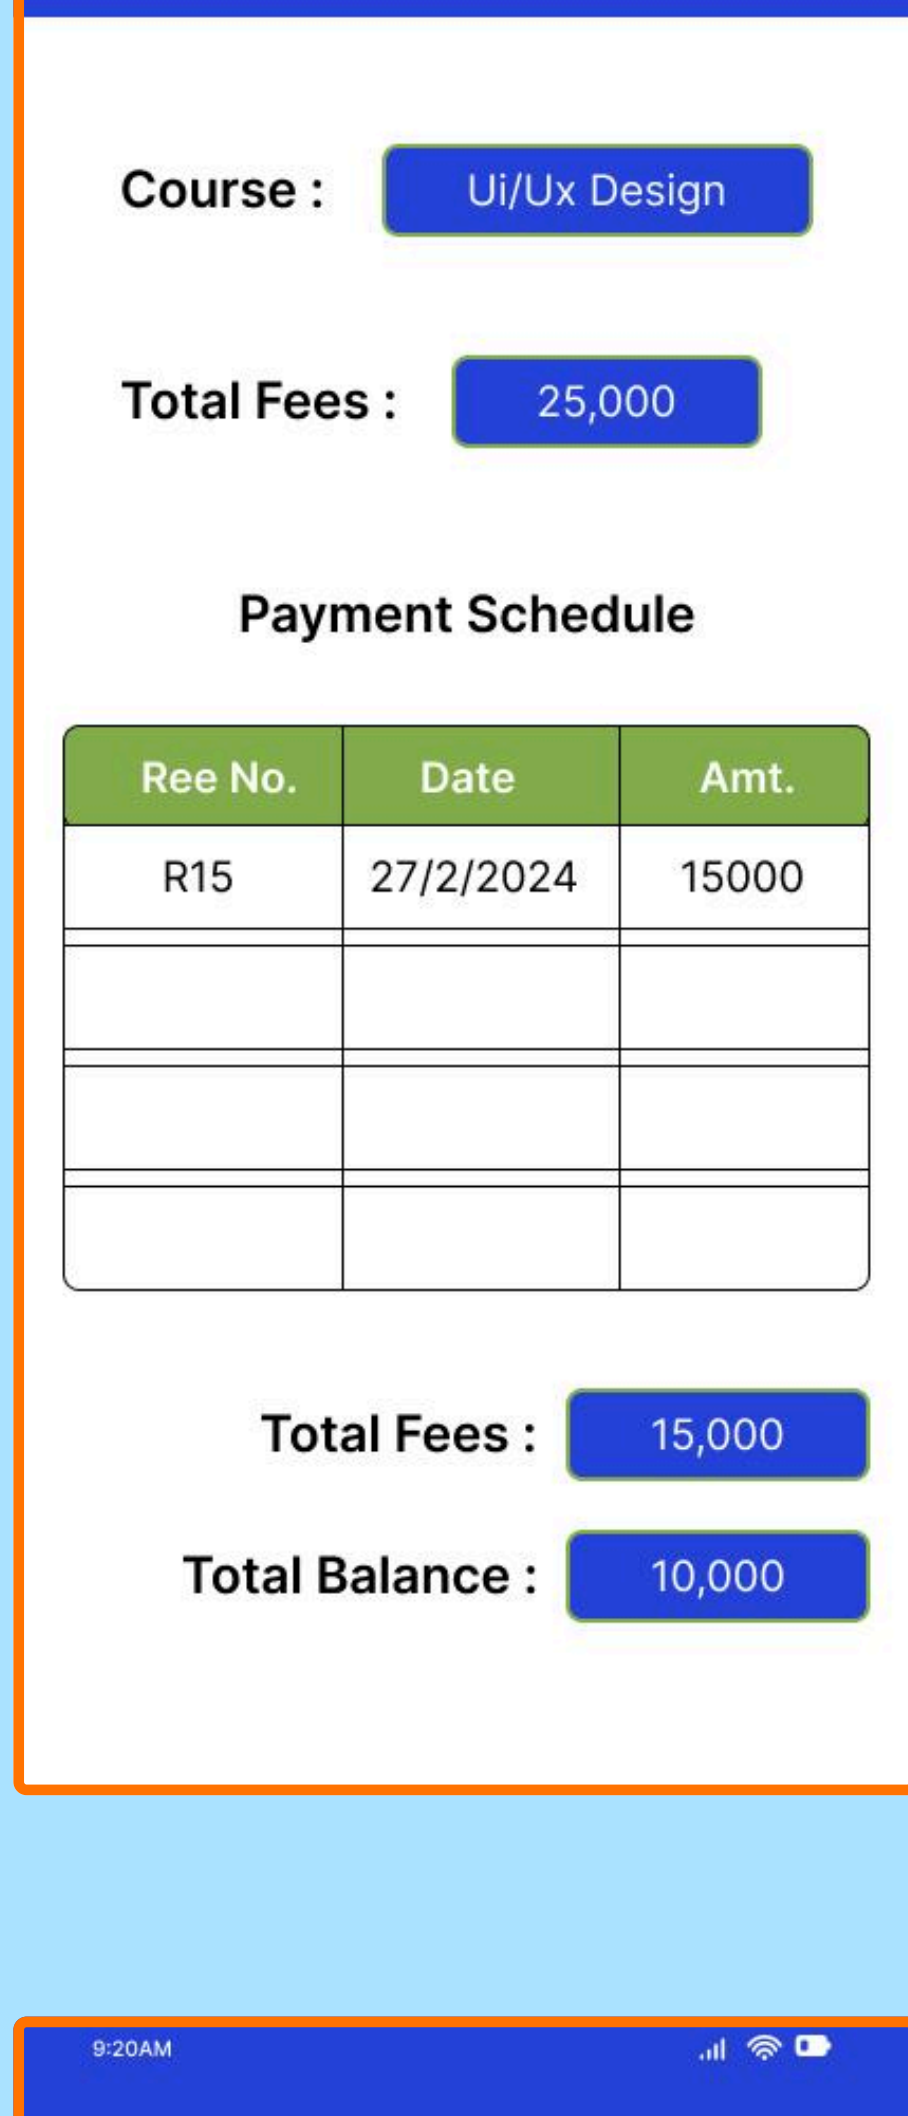 Course : Ui/Ux Design
Total Fees : 25,000
Payment Schedule
Ree No. Date Amt.
R15 27/2/2024 15000
Total Fees : 15,000
Total Balance : 10,000
9:20AM